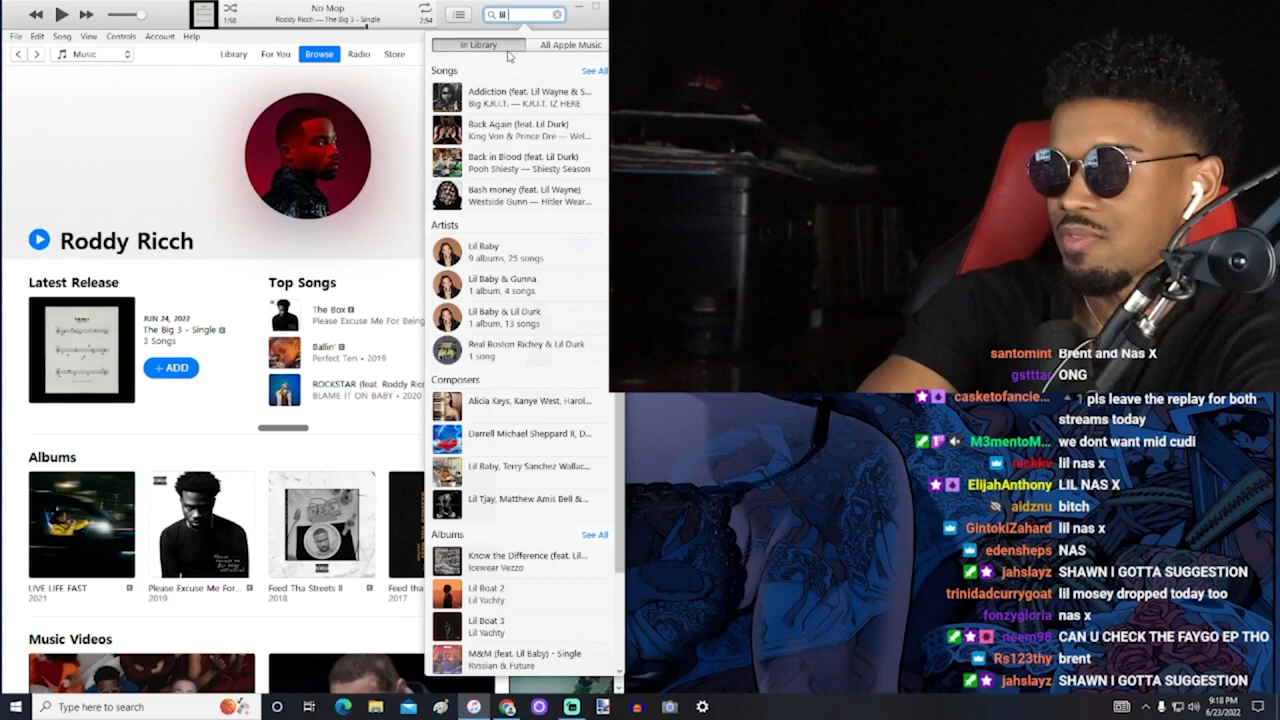 No Mop
Roddy Ricch — The Big 3 - Single
1:58
2:54
lil
File Edit Song View Controls Account Help
Music
Library For You Browse Radio Store
In Library All Apple Music
Songs See All
Addiction (feat. Lil Wayne & S...
Big K.R.I.T. — K.R.I.T. IZ HERE
Back Again (feat. Lil Durk)
King Von & Prince Dre — Wel...
Back in Blood (feat. Lil Durk)
Pooh Shiesty — Shiesty Season
Bash money (feat. Lil Wayne)
Westside Gunn — Hitler Wear...
Artists
Lil Baby
9 albums, 25 songs
Lil Baby & Gunna
1 album, 4 songs
Lil Baby & Lil Durk
1 album, 13 songs
Real Boston Richey & Lil Durk
1 song
Composers
Alicia Keys, Kanye West, Harol...
Darrell Michael Sheppard II, D...
Lil Baby, Terry Sanchez Wallac...
Lil Tjay, Matthew Amis Bell &...
Albums See All
Know the Difference (feat. Lil...
Icewear Vezzo
Lil Boat 2
Lil Yachty
Lil Boat 3
Lil Yachty
M&M (feat. Lil Baby) - Single
Rvssian & Future
Roddy Ricch
Latest Release
JUN 24, 2022
The Big 3 - Single E
3 Songs
+ ADD
Top Songs
The Box E
Please Excuse Me For Being
Ballin' E
Perfect Ten • 2019
ROCKSTAR (feat. Roddy Ricc
BLAME IT ON BABY • 2020
Albums
LIVE LIFE FAST E
2021
Please Excuse Me For... E
2019
Feed Tha Streets II E
2018
Feed tha
2017
Music Videos
santomint Brent and Nas X
gstttar ONG
casketofancie... 1 pls leave the replay for both
streams today
M3mentoM... we dont want mid cudi
nickkv lil nas x
ElijahAnthony LIL NAS X
aldznu bitch
GintokiZahard lil nas x
edensheps NAS
jahslayz SHAWN I GOTTA SUGGESTION
trinidadcurrygoat lil mosey dropped today too
fonzygloria nas x
neem98 CAN U CHECK THE FAYGO EP THO
Rs123thy brent
jahslayz SHAWN I GOTTA SUGGESTION
Type here to search
9:18 PM
6/23/2022